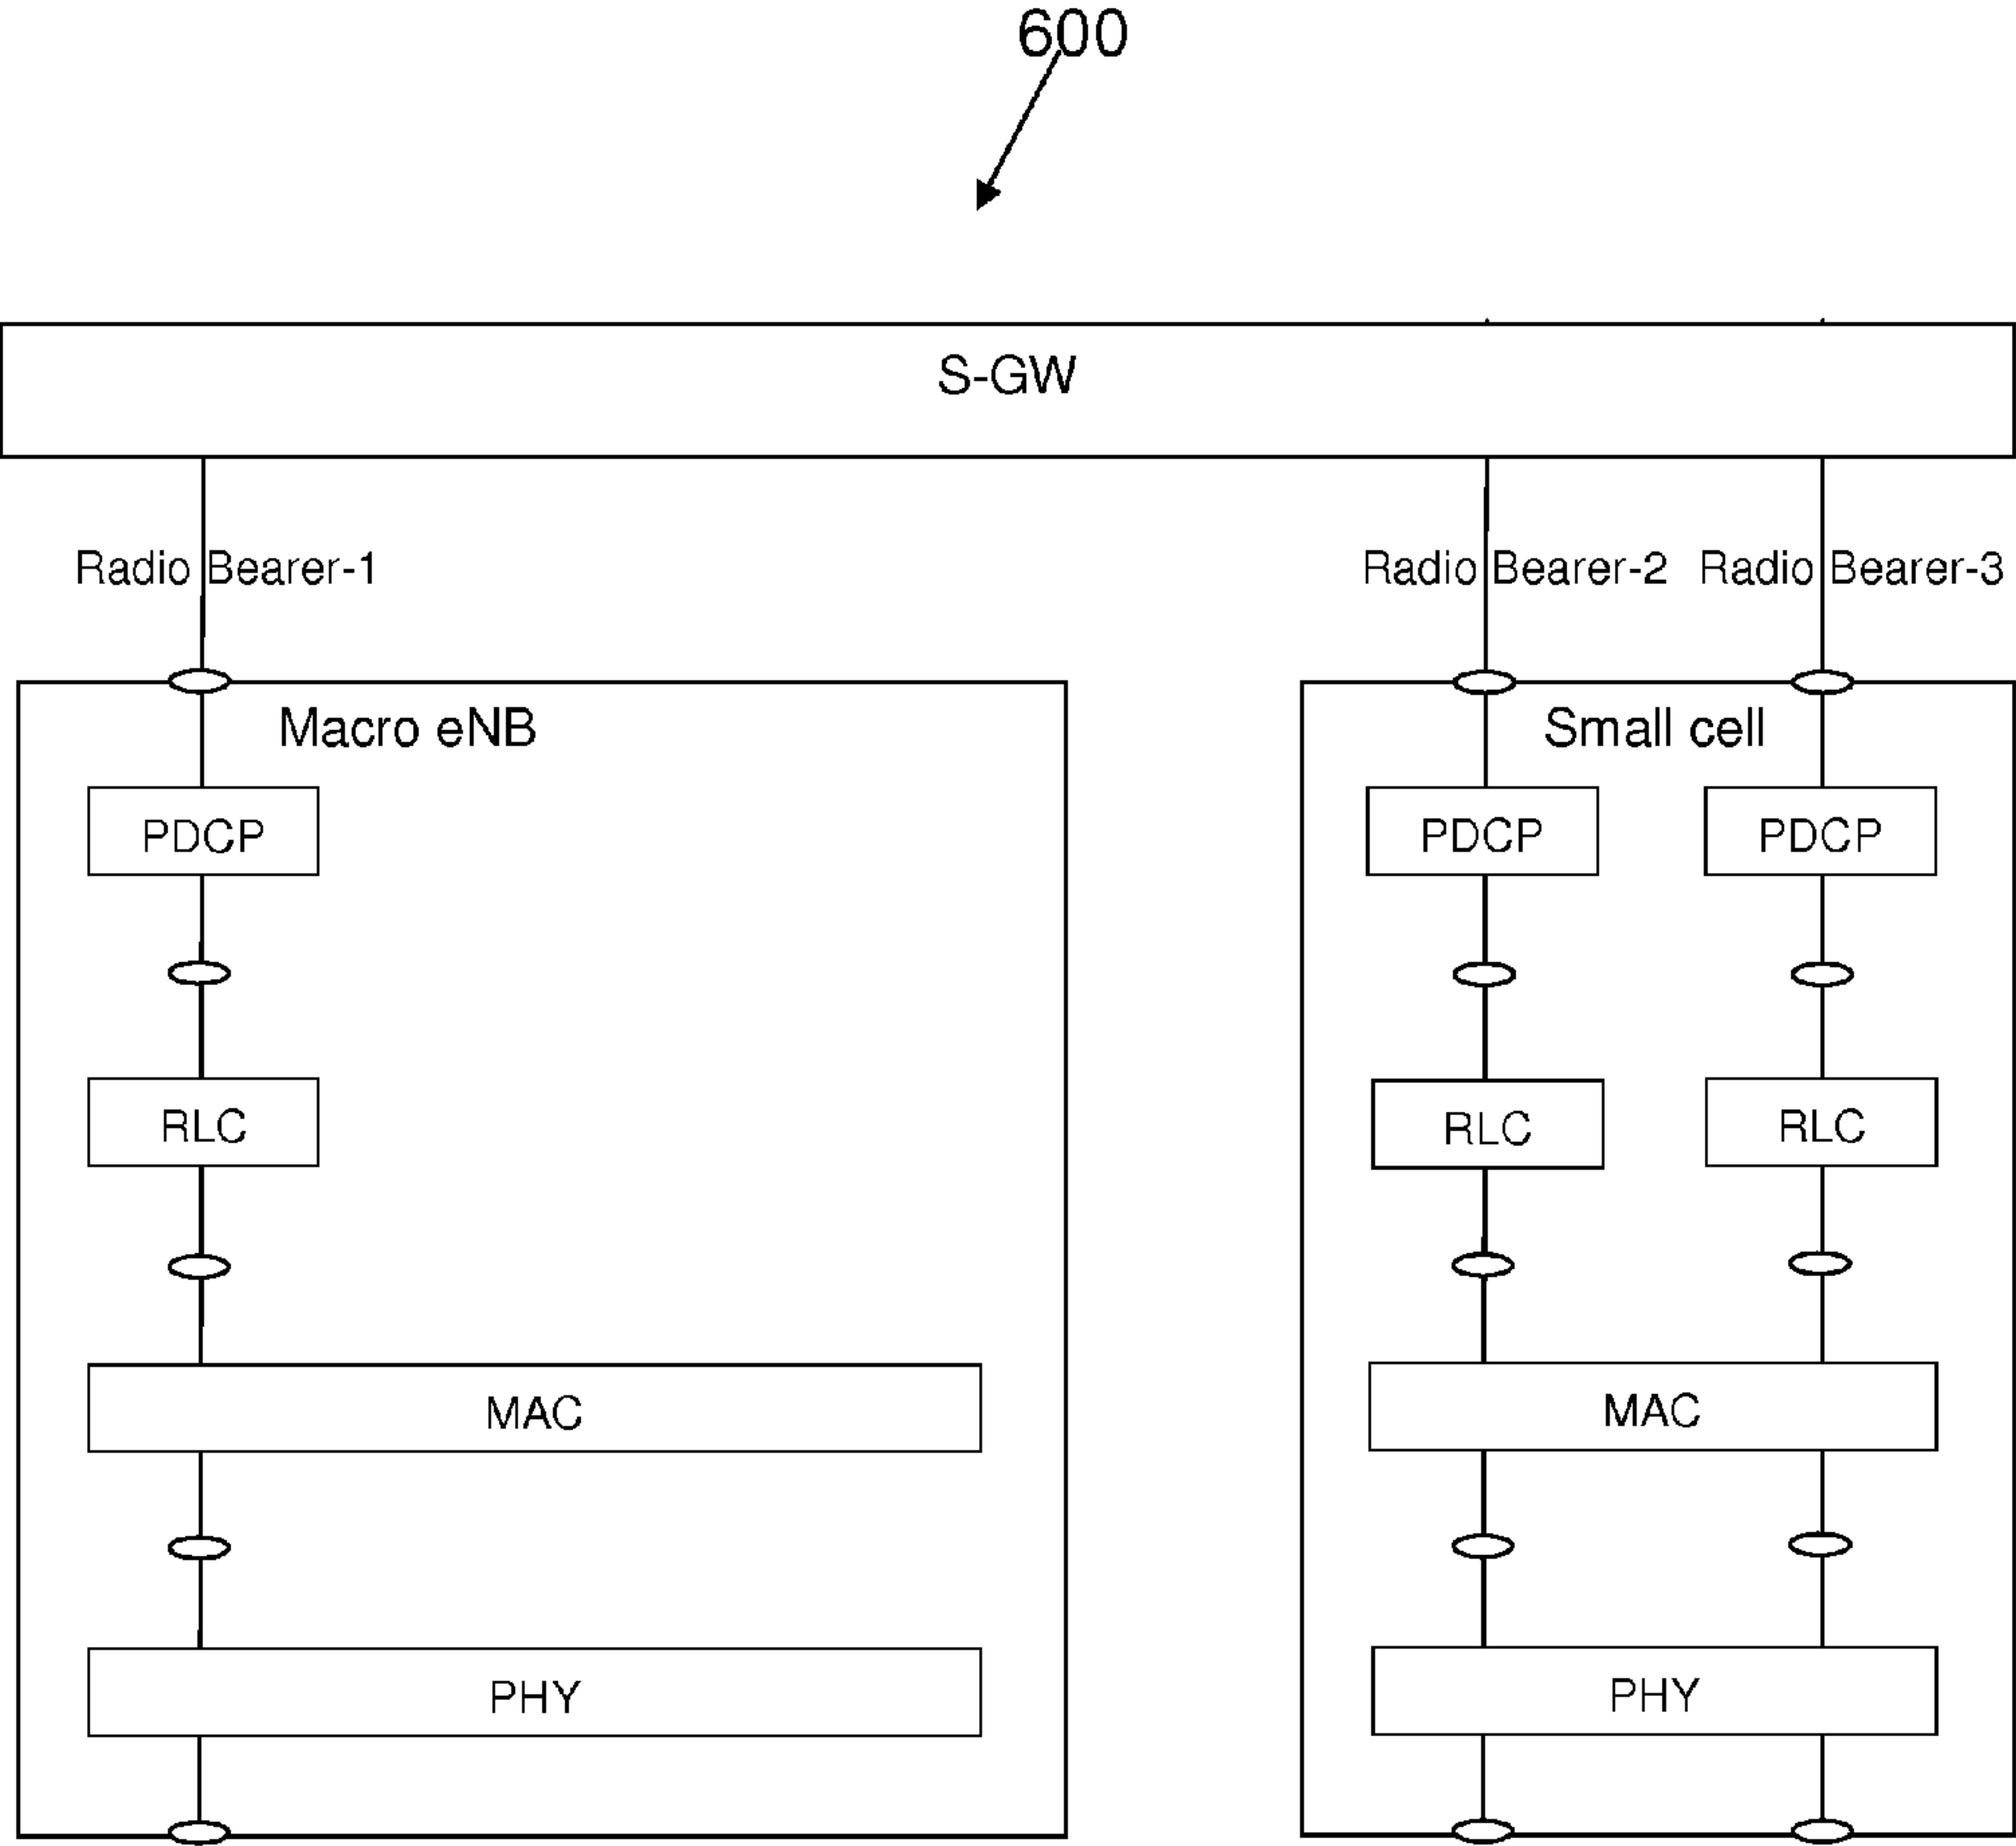 600
S-GW
Radio Bearer-1
Radio Bearer-2
Radio Bearer-3
Macro eNB
Small cell
PDCP
PDCP
PDCP
RLC
RLC
RLC
MAC
MAC
PHY
PHY